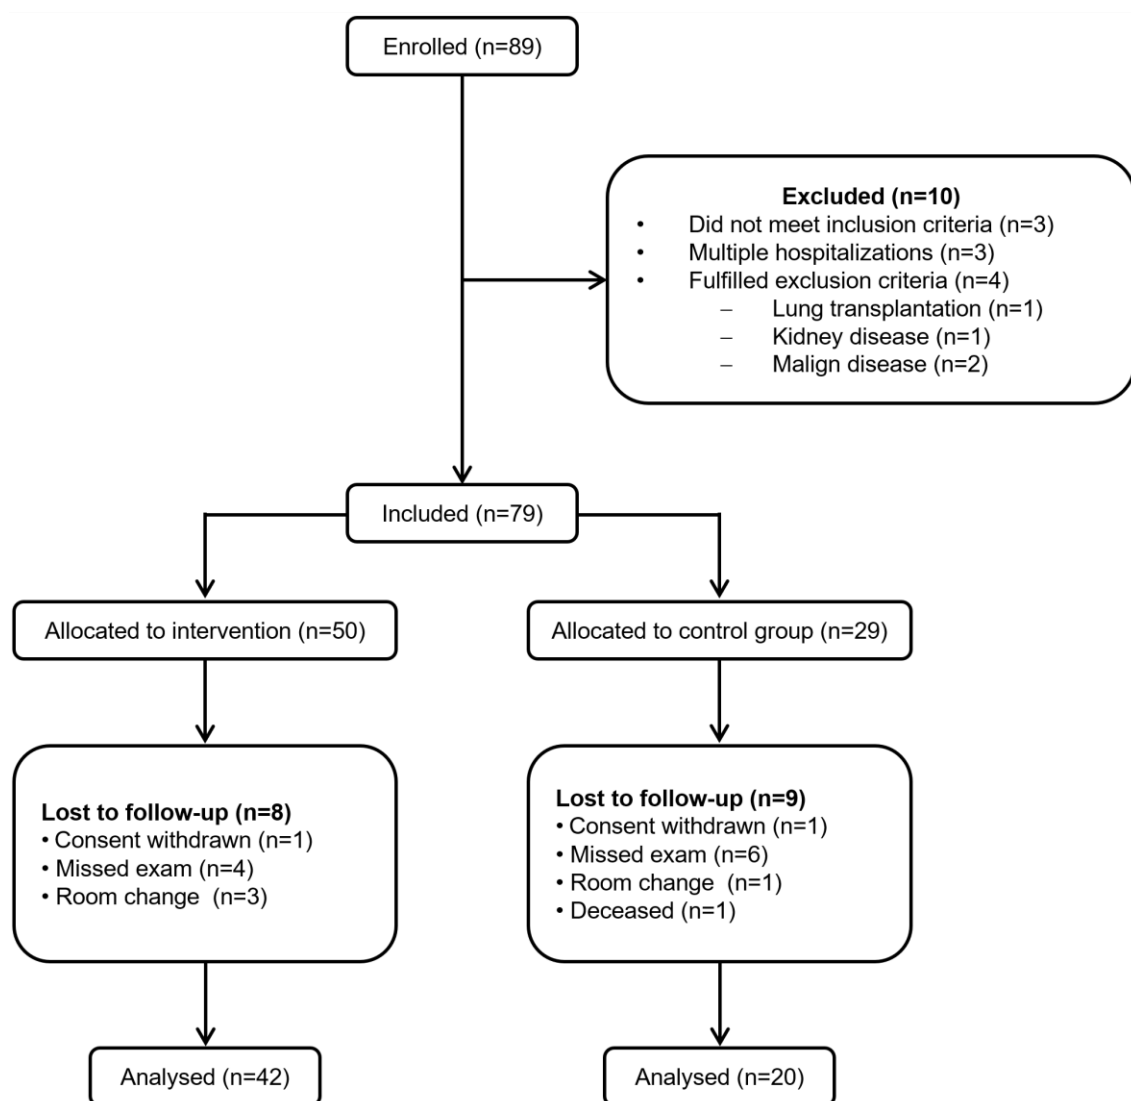 Enrolled (n=89)
Excluded (n=10)
• Did not meet inclusion criteria (n=3)
• Multiple hospitalizations (n=3)
• Fulfilled exclusion criteria (n=4)
– Lung transplantation (n=1)
– Kidney disease (n=1)
– Malign disease (n=2)
Included (n=79)
Allocated to intervention (n=50)
Allocated to control group (n=29)
Lost to follow-up (n=8)
• Consent withdrawn (n=1)
• Missed exam (n=4)
• Room change (n=3)
Lost to follow-up (n=9)
• Consent withdrawn (n=1)
• Missed exam (n=6)
• Room change (n=1)
• Deceased (n=1)
Analysed (n=42)
Analysed (n=20)